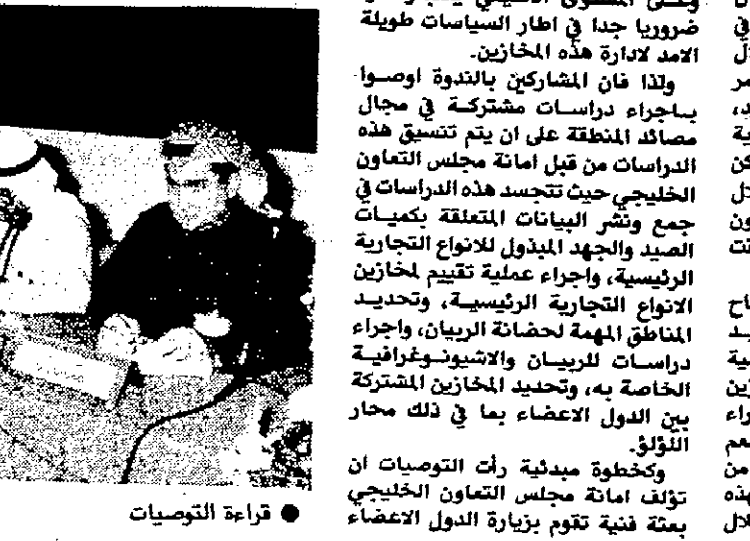 ضروريا جدا في اطار السياسات طويلة
الامد لادارة هذه المخازين.
ولذا فان المشاركين بالندوة اوصوا
باجراء دراسات مشتركة في مجال
مصائد المنطقة على ان يتم تنسيق هذه
الدراسات من قبل امانة مجلس التعاون
الخليجي حيث تتجسد هذه الدراسات في
جمع ونشر البيانات المتعلقة بكميات
الصيد والجهد المبذول للانواع التجارية
الرئيسية، واجراء عملية تقييم لمخازين
الانواع التجارية الرئيسية، وتحديد
المناطق المهمة لحضانة الربيان، واجراء
دراسات للربيان والاشيونوغرافية
الخاصة به، وتحديد المخازين المشتركة
بين الدول الاعضاء بما في ذلك محار
اللؤلؤ.
وكخطوة مبدئية رأت التوصيات ان
تؤلف امانة مجلس التعاون الخليجي
بعثة فنية تقوم بزيارة الدول الاعضاء
● قراءة التوصيات